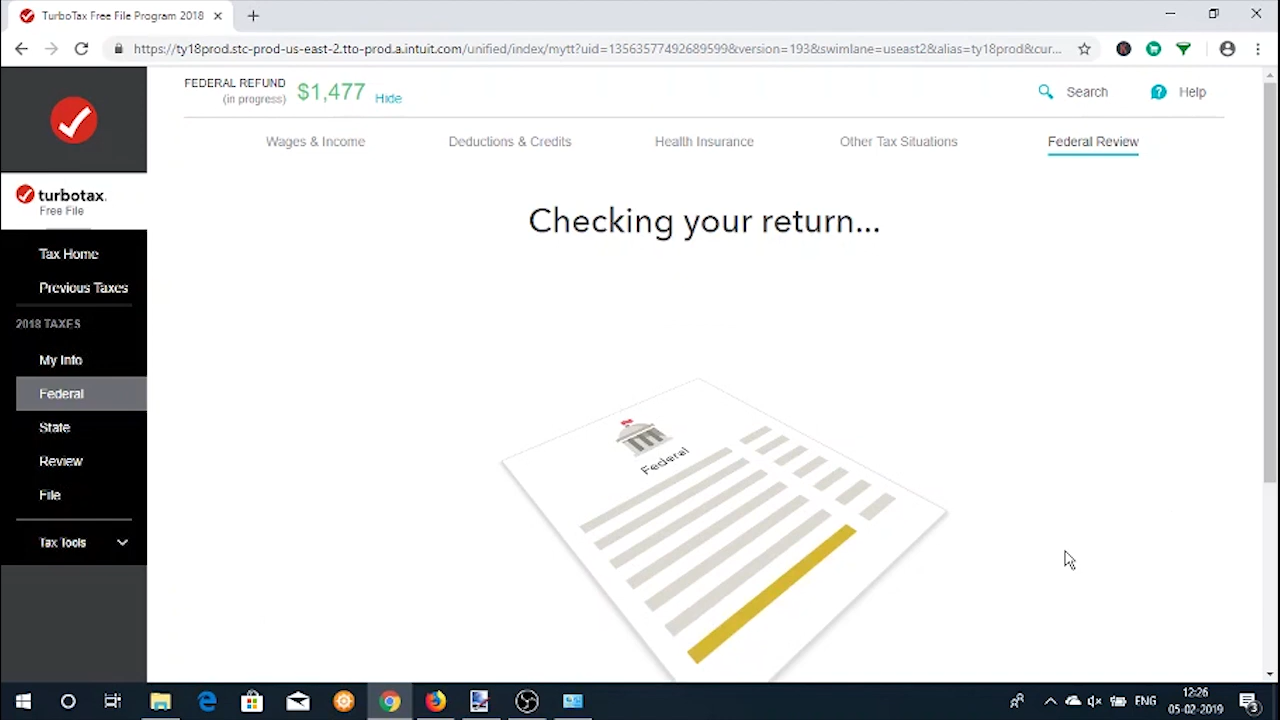 TurboTax Free File Program 2018
https://ty18prod.stc-prod-us-east-2.tto-prod.a.intuit.com/unified/index/mytt?uid=13563577492689599&version=193&swimlane=useast2&alias=ty18prod&cur...
FEDERAL REFUND
(in progress)
$1,477
Hide
Search
Help
Wages & Income
Deductions & Credits
Health Insurance
Other Tax Situations
Federal Review
turbotax.
Free File
Tax Home
Previous Taxes
2018 TAXES
My Info
Federal
State
Review
File
Tax Tools
Checking your return...
Federal
ENG
12:26
05-02-2019
3